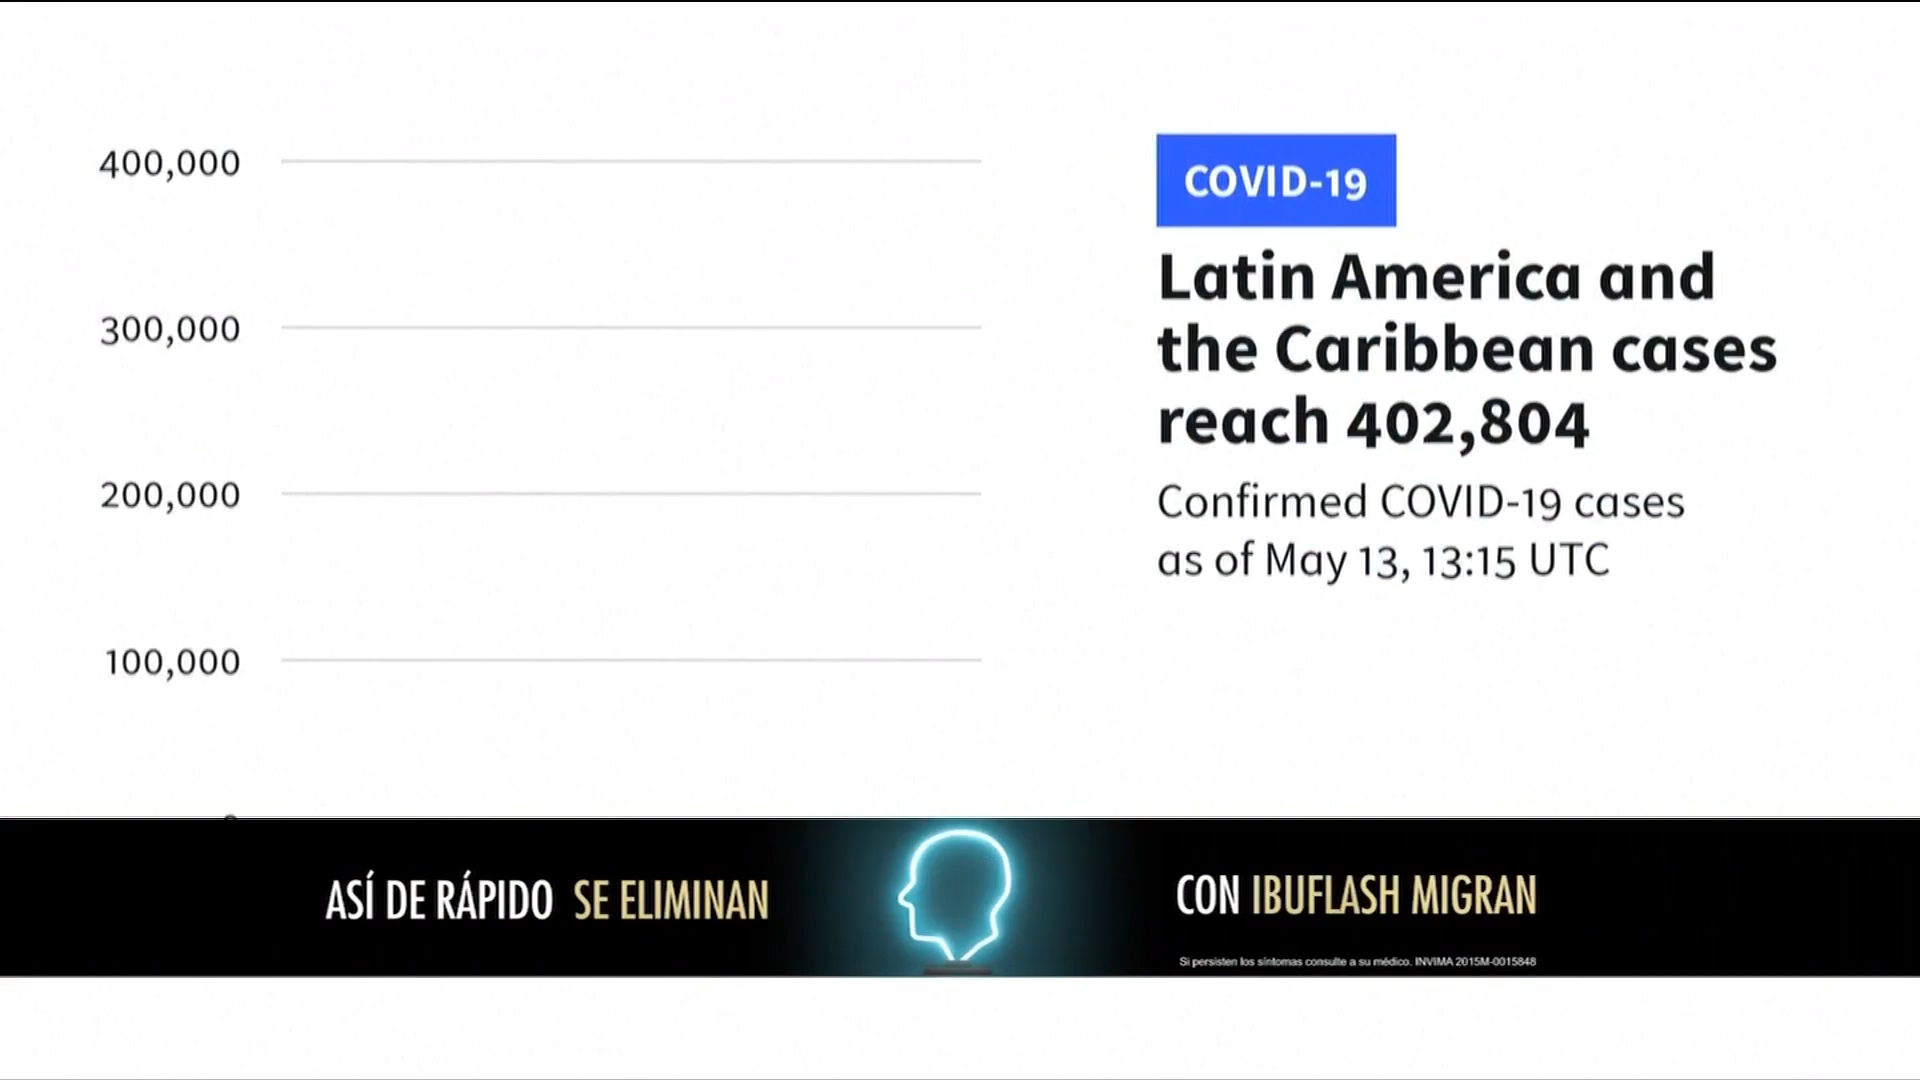 400,000
300,000
200,000
100,000
COVID-19
Latin America and
the Caribbean cases
reach 402,804
Confirmed COVID-19 cases
as of May 13, 13:15 UTC
ASÍ DE RÁPIDO SE ELIMINAN
CON IBUFLASH MIGRAN
Si persisten los síntomas consulte a su médico. INVIMA 2015M-0015848